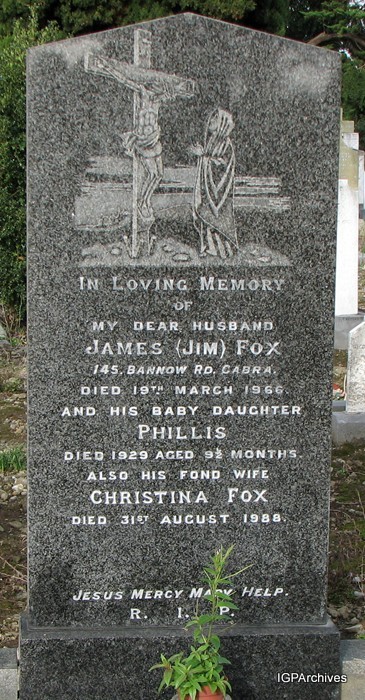 In Loving Memory
OF
MY DEAR HUSBAND
JAMES (JIM) FOX
145, BANNOW RD. CABRA.
DIED 19TH MARCH 1966
AND HIS BABY DAUGHTER
PHILLIS
DIED 1929 AGED 9½ MONTHS
ALSO HIS FOND WIFE
CHRISTINA FOX
DIED 31ST AUGUST 1988.
JESUS MERCY MARY HELP.
R. I. P.
IGPArchives